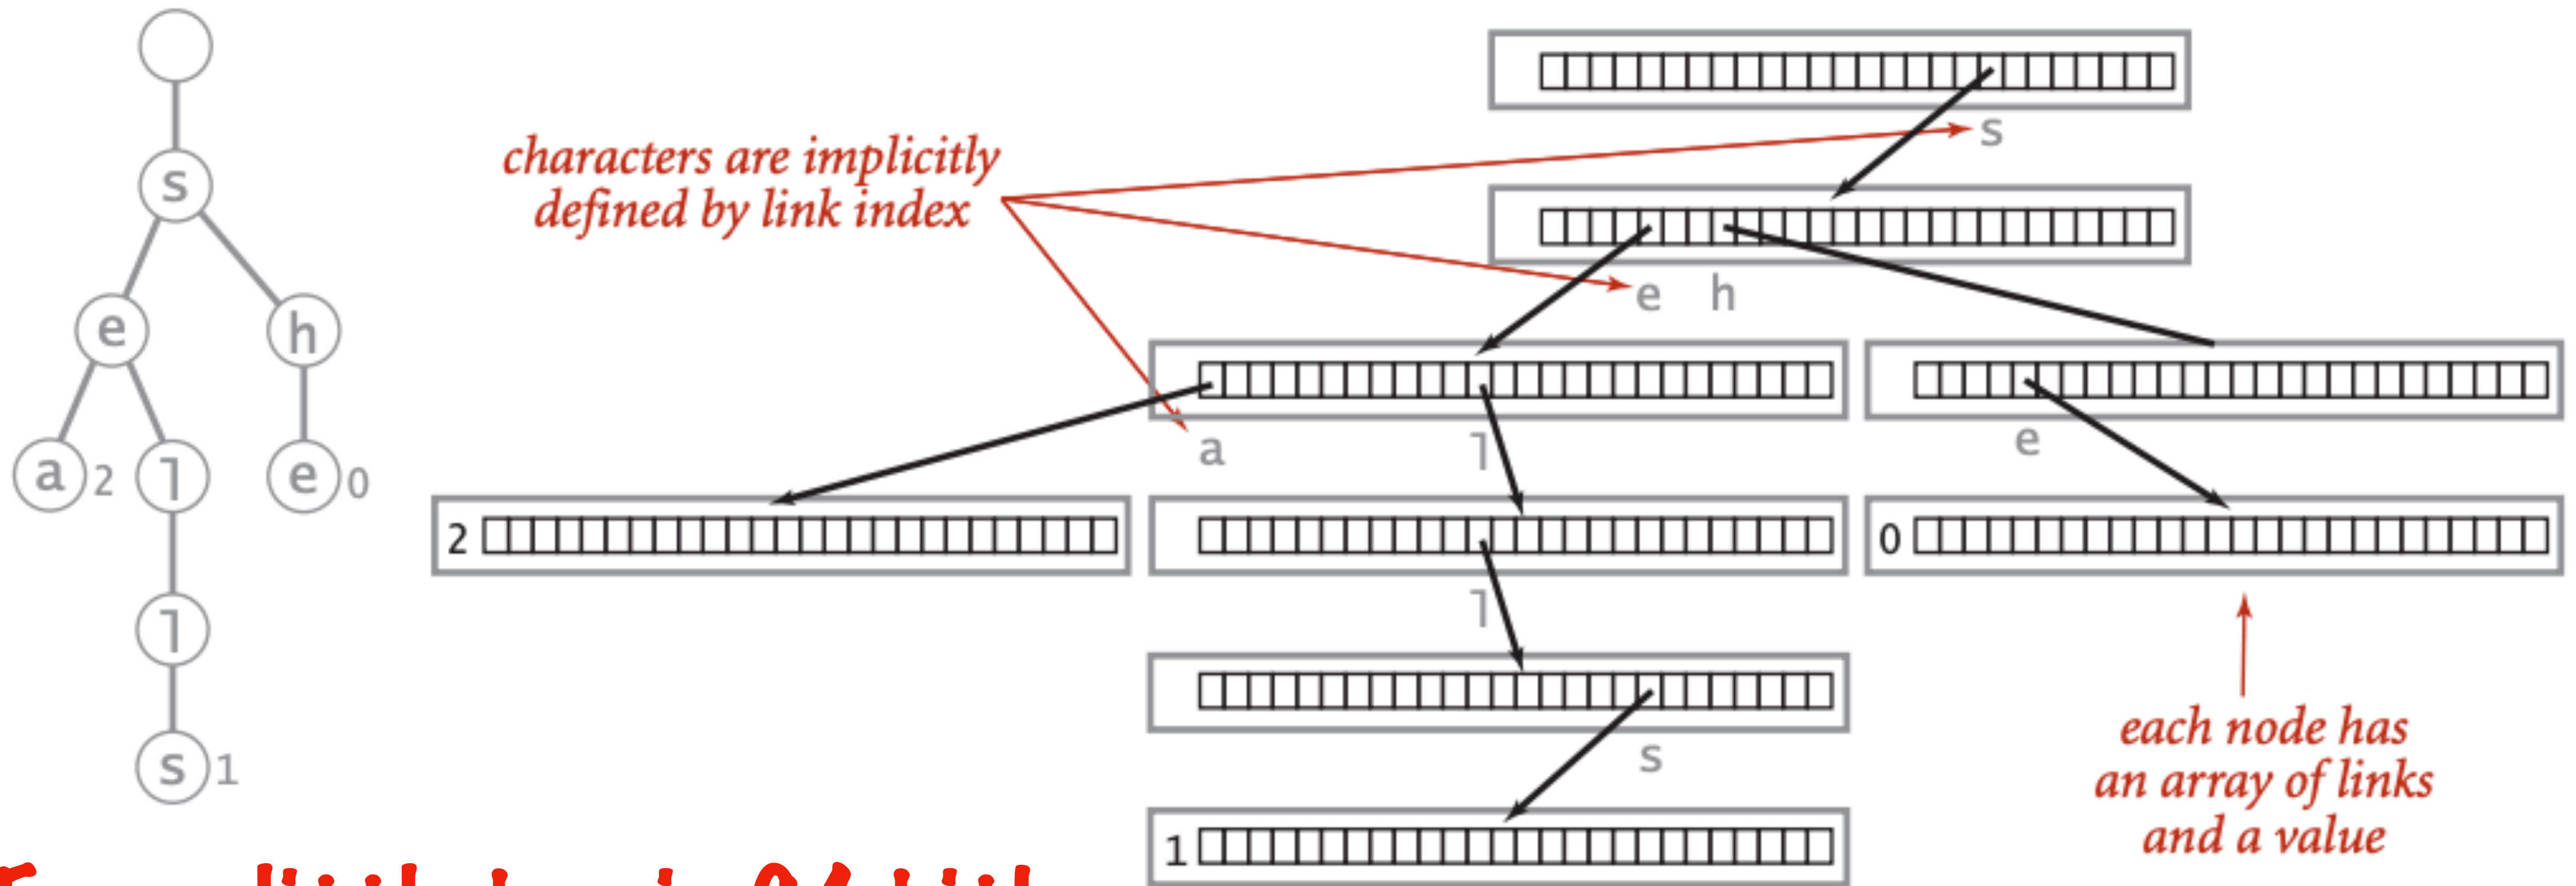 s
characters are implicitly
defined by link index
s
e h
e h
a 2 l e 0
a l e
2 0
l
l
s
s 1
1
each node has
an array of links
and a value